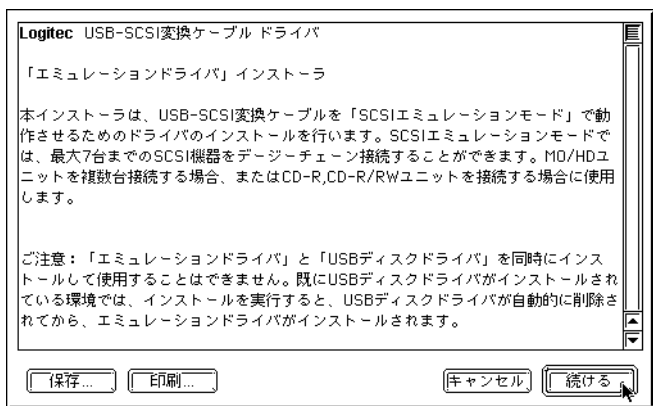 Logitec USB-SCSI変換ケーブル ドライバ
「エミュレーションドライバ」インストーラ
本インストーラは、USB-SCSI変換ケーブルを「SCSIエミュレーションモード」で動
作させるためのドライバのインストールを行います。SCSIエミュレーションモードで
は、最大7台までのSCSI機器をデージーチェーン接続することができます。MO/HDユ
ニットを複数台接続する場合、またはCD-R,CD-R/RWユニットを接続する場合に使用
します。
ご注意:「エミュレーションドライバ」と「USBディスクドライバ」を同時にインス
トールして使用することはできません。既にUSBディスクドライバがインストールされ
ている環境では、インストールを実行すると、USBディスクドライバが自動的に削除さ
れてから、エミュレーションドライバがインストールされます。
保存... 印刷... キャンセル 続ける